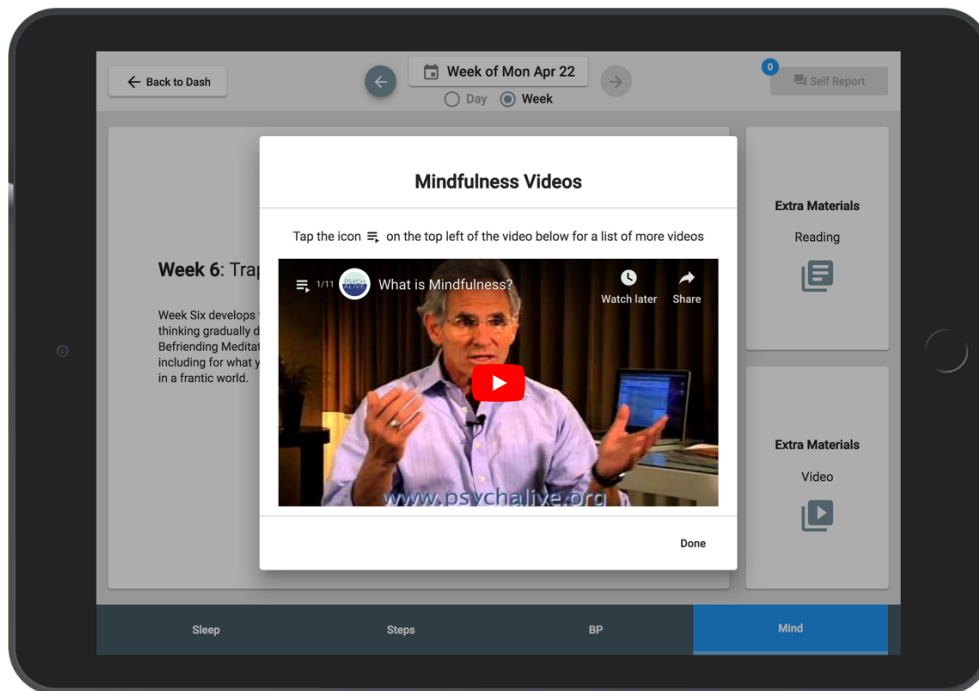 Back to Dash
Week of Mon Apr 22
Day
Week
0
Self Report
Mindfulness Videos
Tap the icon on the top left of the video below for a list of more videos
1/11
PSYCH
ALIVE
What is Mindfulness?
Watch later
Share
www.psychalive.org
Done
Week 6: Trap
Week Six develops
thinking gradually d
Befriending Meditat
including for what y
in a frantic world.
Extra Materials
Reading
Extra Materials
Video
Sleep
Steps
BP
Mind